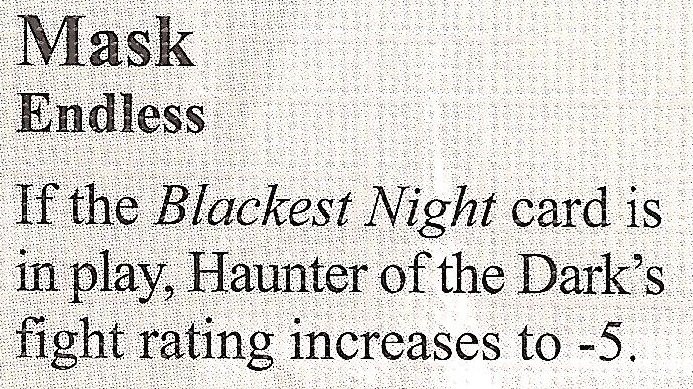 Mask
Endless
If the Blackest Night card is
in play, Haunter of the Dark's
fight rating increases to -5.